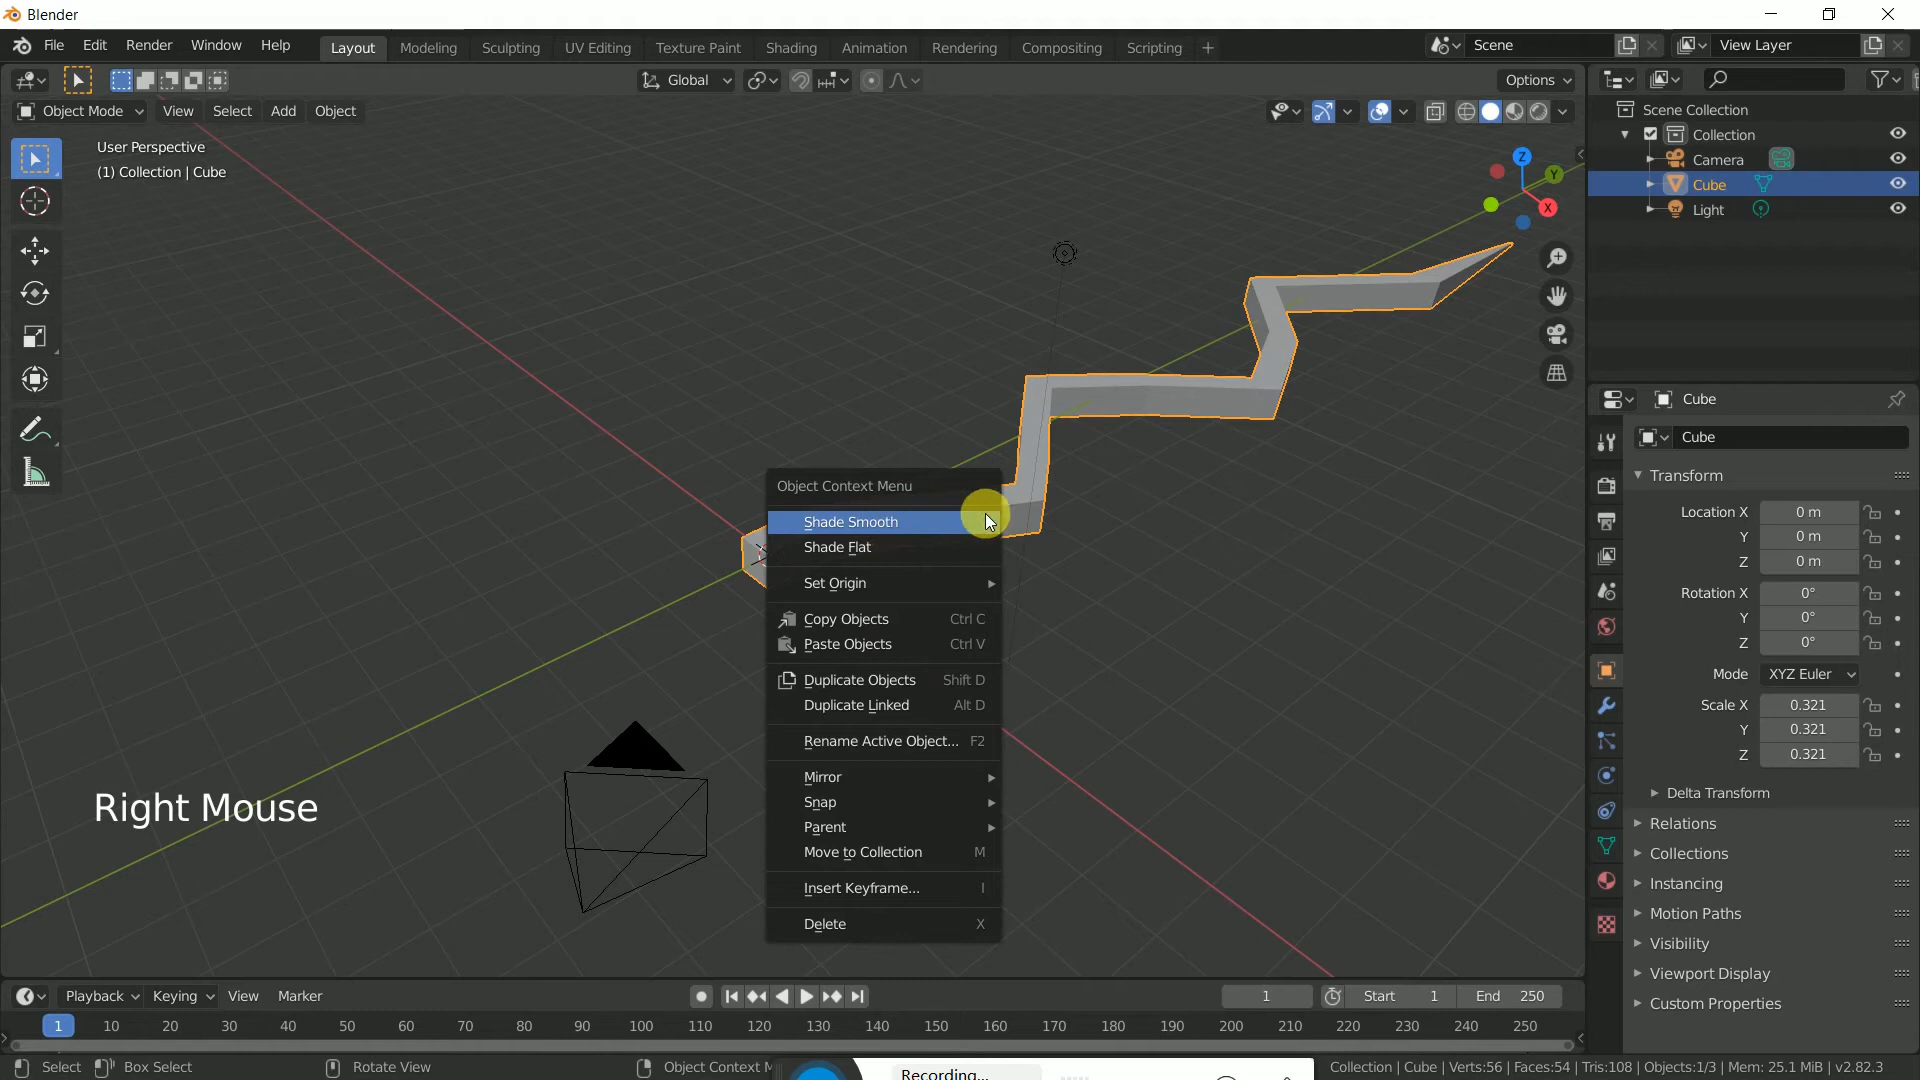 Blender
File Edit Render Window Help Layout Modeling Sculpting UV Editing Texture Paint Shading Animation Rendering Compositing Scripting + Scene View Layer
Global Options
Object Mode View Select Add Object
User Perspective
(1) Collection | Cube
Z
Y
X
Scene Collection
Collection
Camera
Cube
Light
Cube
Cube
Transform
Location X 0 m
Y 0 m
Z 0 m
Rotation X 0°
Y 0°
Z 0°
Mode XYZ Euler
Scale X 0.321
Y 0.321
Z 0.321
Delta Transform
Relations
Collections
Instancing
Motion Paths
Visibility
Viewport Display
Custom Properties
Object Context Menu
Shade Smooth
Shade Flat
Set Origin
Copy Objects Ctrl C
Paste Objects Ctrl V
Duplicate Objects Shift D
Duplicate Linked Alt D
Rename Active Object... F2
Mirror
Snap
Parent
Move to Collection M
Insert Keyframe... I
Delete X
Right Mouse
Playback Keying View Marker 1 Start 1 End 250
1 10 20 30 40 50 60 70 80 90 100 110 120 130 140 150 160 170 180 190 200 210 220 230 240 250
Select Box Select Rotate View Object Context M Recording... Collection | Cube | Verts:56 | Faces:54 | Tris:108 | Objects:1/3 | Mem: 25.1 MiB | v2.82.3